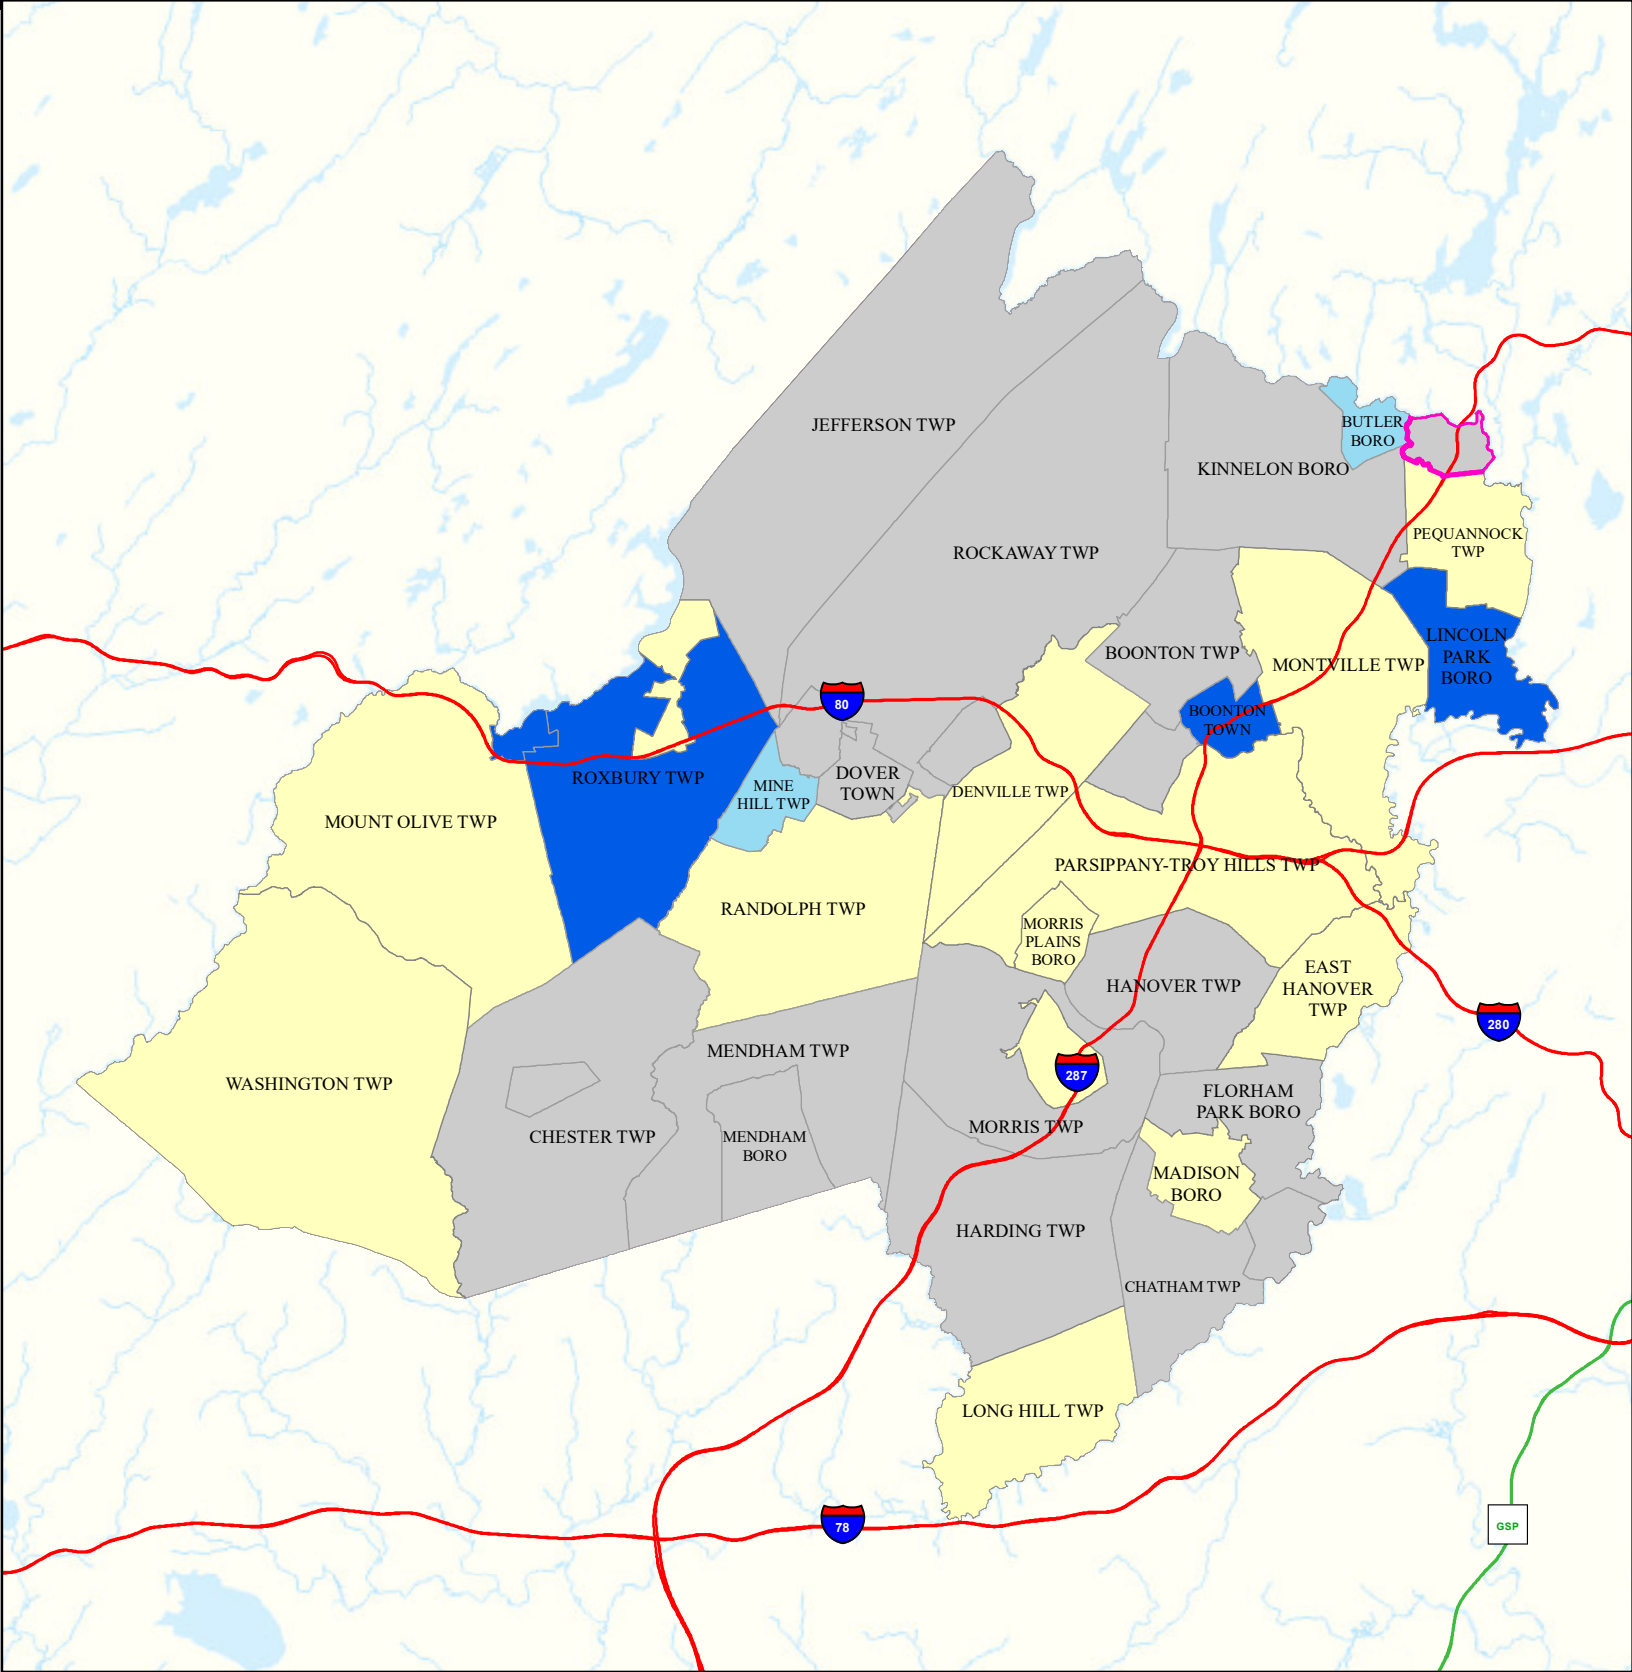 JEFFERSON TWP
BUTLER
BORO
KINNELON BORO
PEQUANNOCK
TWP
ROCKAWAY TWP
LINCOLN
PARK
BORO
BOONTON TWP
MONTVILLE TWP
80
BOONTON
TOWN
ROXBURY TWP
DOVER
TOWN
MINE
HILL TWP
DENVILLE TWP
MOUNT OLIVE TWP
PARSIPPANY-TROY HILLS TWP
RANDOLPH TWP
MORRIS
PLAINS
BORO
EAST
HANOVER
TWP
HANOVER TWP
280
MENDHAM TWP
287
WASHINGTON TWP
FLORHAM
PARK BORO
CHESTER TWP
MENDHAM
BORO
MORRIS TWP
MADISON
BORO
HARDING TWP
CHATHAM TWP
LONG HILL TWP
78
GSP